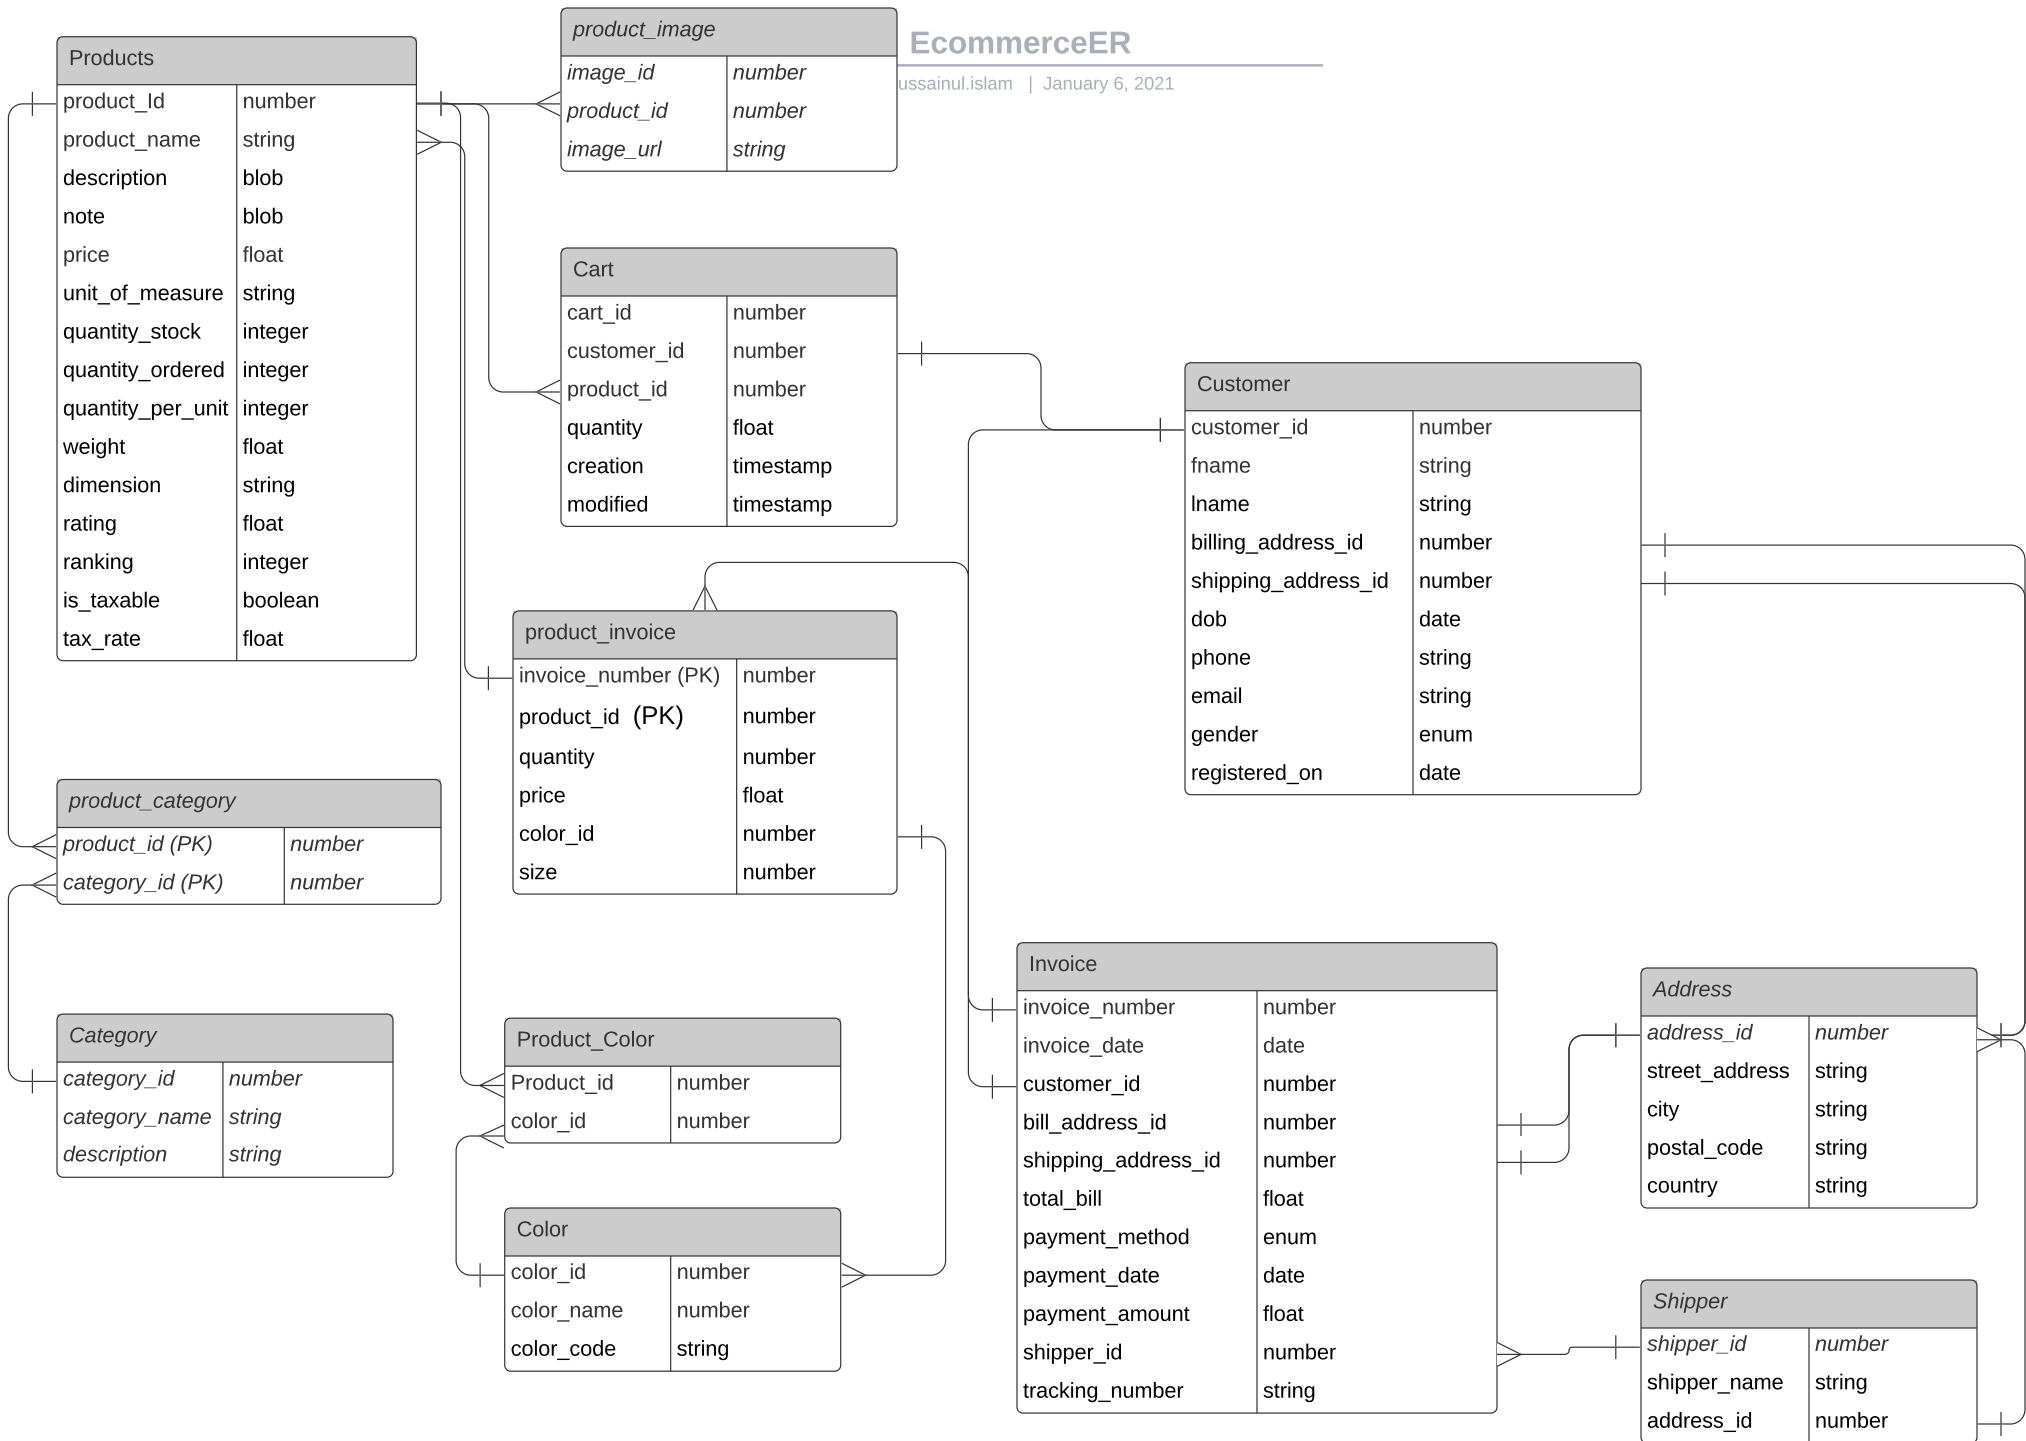 EcommerceER
ussainul.islam | January 6, 2021
Products
product_Id number
product_name string
description blob
note blob
price float
unit_of_measure string
quantity_stock integer
quantity_ordered integer
quantity_per_unit integer
weight float
dimension string
rating float
ranking integer
is_taxable boolean
tax_rate float
product_image
image_id number
product_id number
image_url string
Cart
cart_id number
customer_id number
product_id number
quantity float
creation timestamp
modified timestamp
Customer
customer_id number
fname string
lname string
billing_address_id number
shipping_address_id number
dob date
phone string
email string
gender enum
registered_on date
product_invoice
invoice_number (PK) number
product_id (PK) number
quantity number
price float
color_id number
size number
product_category
product_id (PK) number
category_id (PK) number
Category
category_id number
category_name string
description string
Product_Color
Product_id number
color_id number
Color
color_id number
color_name number
color_code string
Invoice
invoice_number number
invoice_date date
customer_id number
bill_address_id number
shipping_address_id number
total_bill float
payment_method enum
payment_date date
payment_amount float
shipper_id number
tracking_number string
Address
address_id number
street_address string
city string
postal_code string
country string
Shipper
shipper_id number
shipper_name string
address_id number